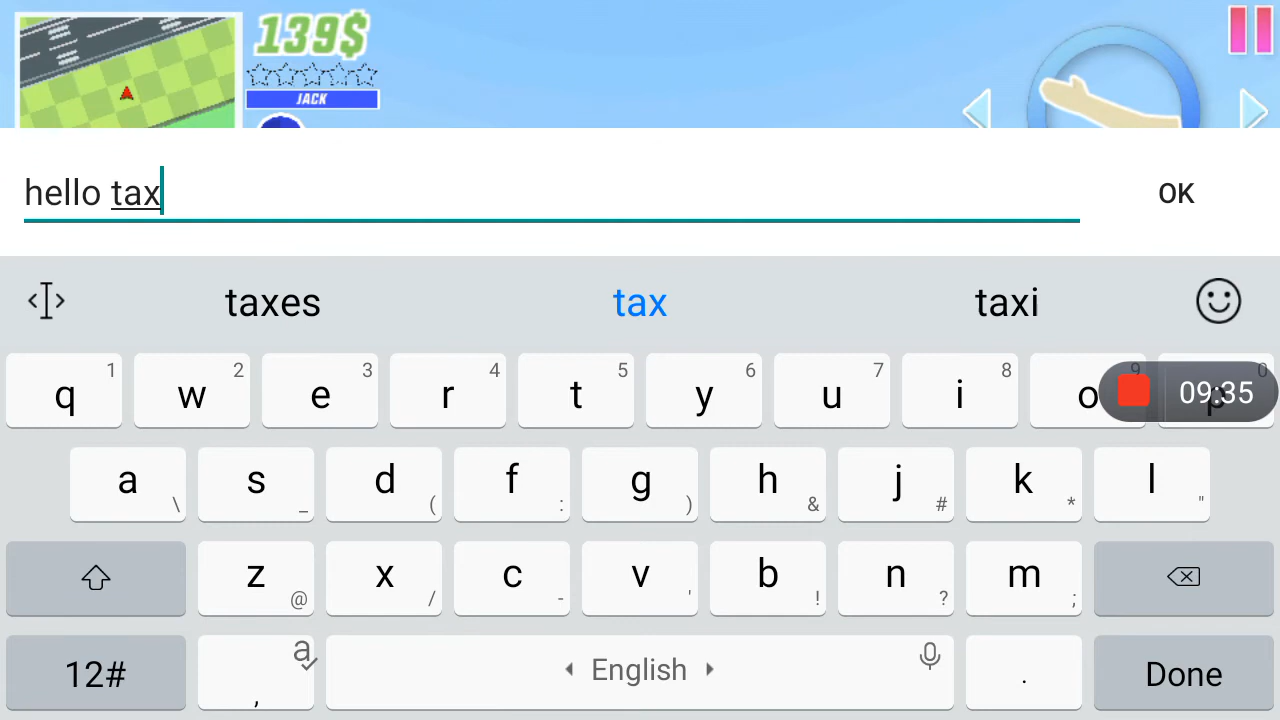 139$
JACK
hello tax
OK
taxes tax taxi
q 1 w 2 e 3 r 4 t 5 y 6 u 7 i 8 o 9 p 0
09:35
a \ s _ d ( f : g ) h & j # k * l "
z @ x / c - v ' b ! n ? m ;
12# , a English . Done